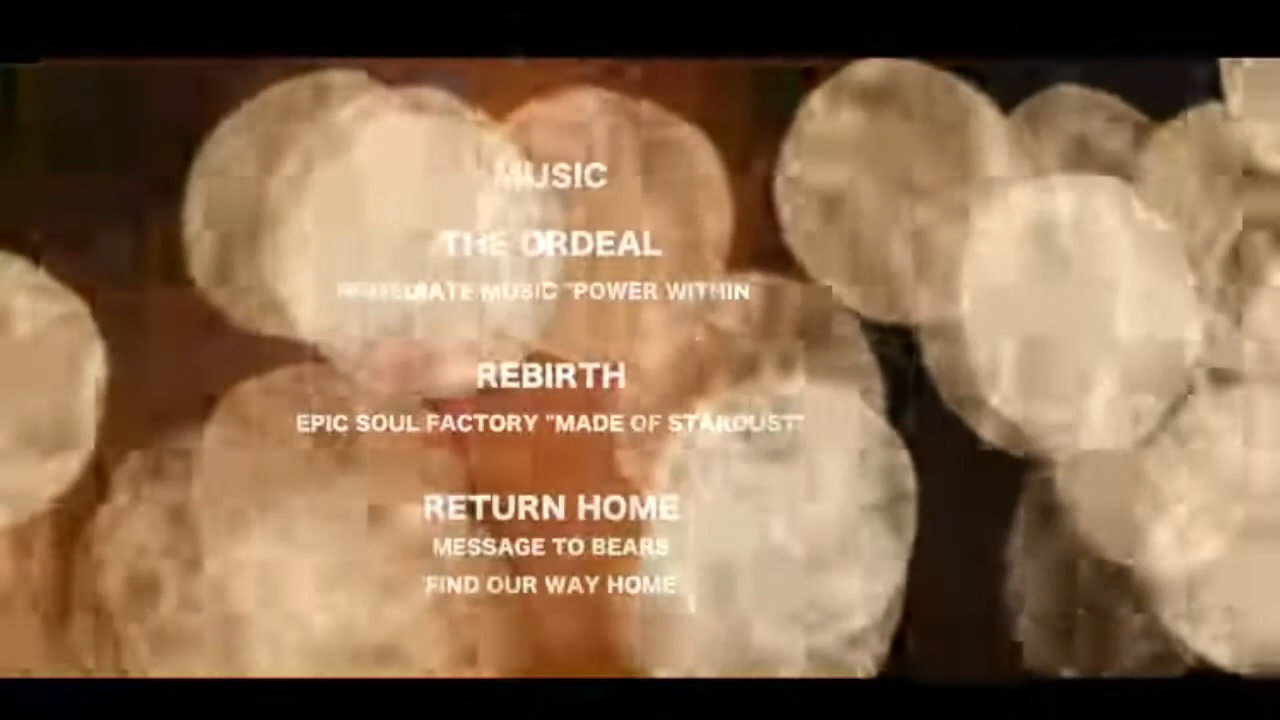 MUSIC
THE ORDEAL
IMMEDIATE MUSIC "POWER WITHIN
REBIRTH
EPIC SOUL FACTORY "MADE OF STARDUST"
RETURN HOME
MESSAGE TO BEARS
'FIND OUR WAY HOME